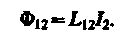 Φ₁₂ = L₁₂I₂.